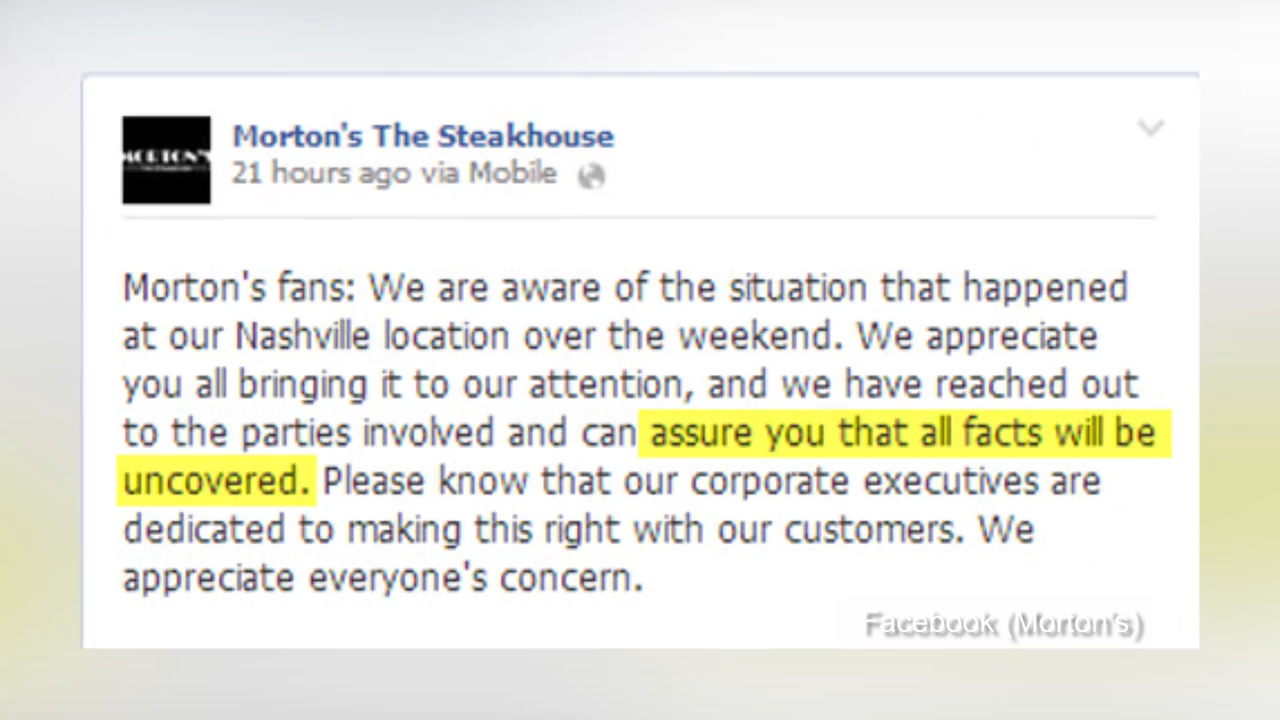 MORTON'S
Morton's The Steakhouse
21 hours ago via Mobile
Morton's fans: We are aware of the situation that happened
at our Nashville location over the weekend. We appreciate
you all bringing it to our attention, and we have reached out
to the parties involved and can assure you that all facts will be
uncovered. Please know that our corporate executives are
dedicated to making this right with our customers. We
appreciate everyone's concern.
Facebook (Morton's)